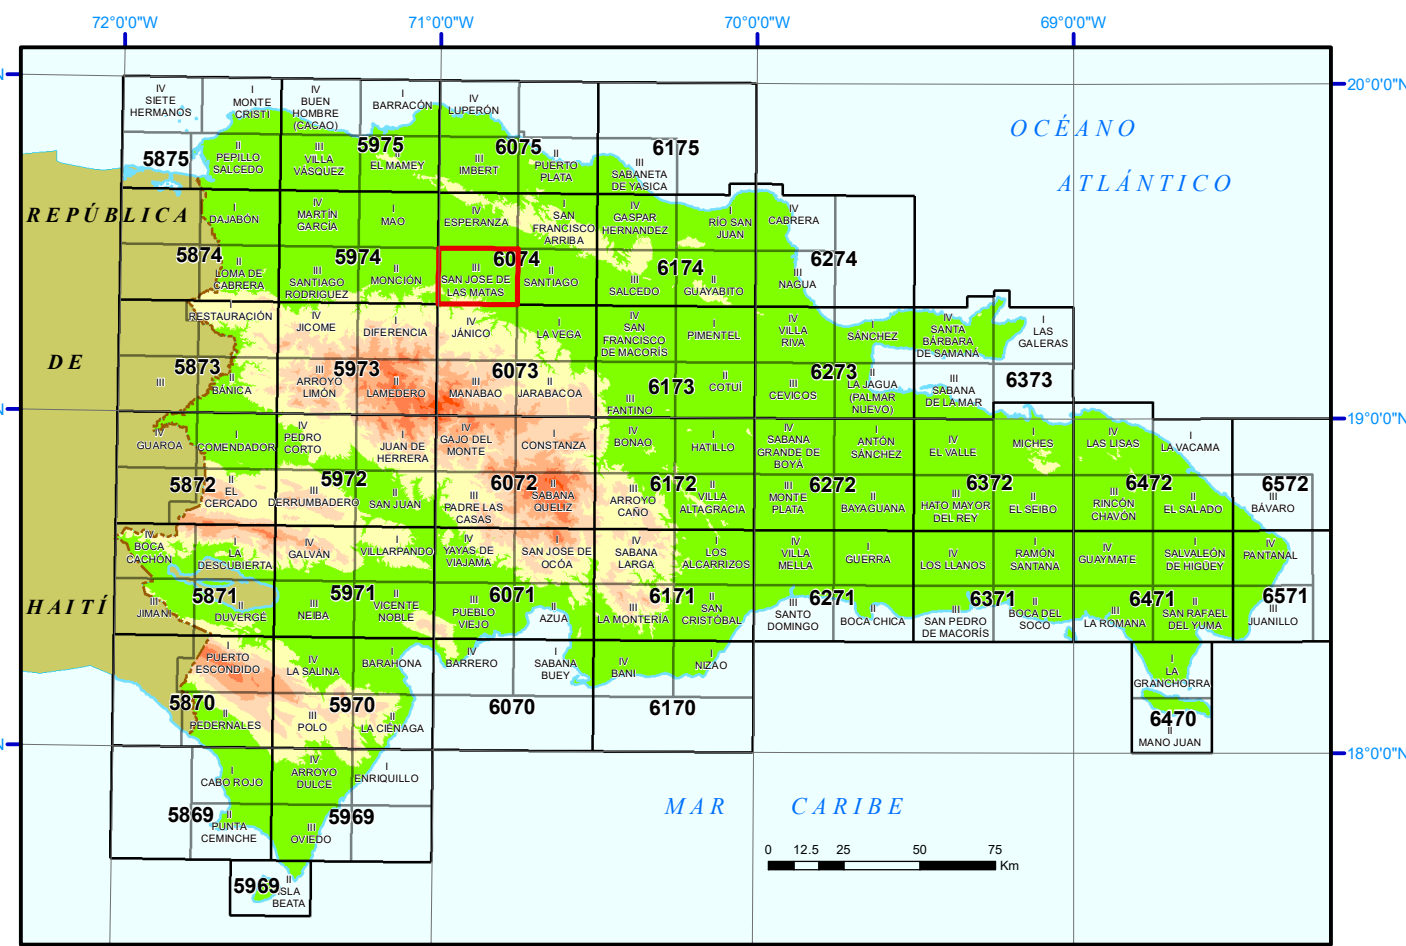 72°0'0"W
71°0'0"W
70°0'0"W
69°0'0"W
20°0'0"N
19°0'0"N
18°0'0"N
OCÉANO
ATLÁNTICO
REPÚBLICA
DE
HAITÍ
MAR CARIBE
IV
SIETE
HERMANOS
I
MONTE
CRISTI
IV
BUEN
HOMBRE
(CACAO)
I
BARRACÓN
IV
LUPERÓN
5875
II
PEPILLO
SALCEDO
III
VILLA
VÁSQUEZ
5975
II
EL MAMEY
III
IMBERT
6075
II
PUERTO
PLATA
6175
III
SABANETA
DE YASICA
I
DAJABÓN
IV
MARTÍN
GARCÍA
I
MAO
IV
ESPERANZA
I
SAN
FRANCISCO
ARRIBA
IV
GASPAR
HERNANDEZ
I
RÍO SAN
JUAN
IV
CABRERA
5874
II
LOMA DE
CABRERA
III
SANTIAGO
RODRIGUEZ
5974
II
MONCIÓN
III
SAN JOSE DE
LAS MATAS
6074
II
SANTIAGO
III
SALCEDO
6174
II
GUAYABITO
III
NAGUA
6274
I
RESTAURACIÓN
IV
JICOME
I
DIFERENCIA
IV
JÁNICO
I
LA VEGA
IV
SAN
FRANCISCO
DE MACORÍS
I
PIMENTEL
IV
VILLA
RIVA
I
SÁNCHEZ
IV
SANTA
BÁRBARA
DE SAMANÁ
I
LAS
GALERAS
III
5873
II
BÁNICA
III
ARROYO
LIMÓN
5973
II
LAMEDERO
III
MANABAO
6073
II
JARABACOA
III
FANTINO
6173
II
COTUÍ
III
CEVICOS
6273
II
LA JAGUA
(PALMAR
NUEVO)
III
SABANA
DE LA MAR
6373
IV
GUAROA
I
COMENDADOR
IV
PEDRO
CORTO
I
JUAN DE
HERRERA
IV
GAJO DEL
MONTE
I
CONSTANZA
IV
BONAO
I
HATILLO
IV
SABANA
GRANDE DE
BOYÁ
I
ANTÓN
SÁNCHEZ
IV
EL VALLE
I
MICHES
IV
LAS LISAS
I
LA VACAMA
5872
II
EL
CERCADO
III
DERRUMBADERO
5972
II
SAN JUAN
III
PADRE LAS
CASAS
6072
II
SABANA
QUELIZ
III
ARROYO
CAÑO
6172
II
VILLA
ALTAGRACIA
III
MONTE
PLATA
6272
II
BAYAGUANA
III
HATO MAYOR
DEL REY
6372
II
EL SEIBO
III
RINCÓN
CHAVÓN
6472
II
EL SALADO
6572
III
BÁVARO
IV
BOCA
CACHÓN
I
LA
DESCUBIERTA
IV
GALVÁN
I
VILLARPANDO
IV
YAYAS DE
VIAJAMA
I
SAN JOSE DE
OCÓA
IV
SABANA
LARGA
I
LOS
ALCARRIZOS
IV
VILLA
MELLA
I
GUERRA
IV
LOS LLANOS
I
RAMÓN
SANTANA
IV
GUAYMATE
I
SALVALEÓN
DE HIGÜEY
IV
PANTANAL
III
JIMANI
5871
II
DUVERGÉ
III
NEIBA
5971
II
VICENTE
NOBLE
III
PUEBLO
VIEJO
6071
II
AZUA
III
LA MONTERÍA
6171
II
SAN
CRISTÓBAL
III
SANTO
DOMINGO
6271
II
BOCA CHICA
III
SAN PEDRO
DE MACORÍS
6371
II
BOCA DEL
SOCO
III
LA ROMANA
6471
II
SAN RAFAEL
DEL YUMA
6571
III
JUANILLO
I
PUERTO
ESCONDIDO
IV
LA SALINA
I
BARAHONA
IV
BARRERO
I
SABANA
BUEY
IV
BANI
I
NIZAO
I
LA
GRANCHORRA
5870
II
PEDERNALES
III
POLO
5970
II
LA CIÉNAGA
6070
6170
6470
II
MANO JUAN
I
CABO ROJO
IV
ARROYO
DULCE
I
ENRIQUILLO
5869
II
PUNTA
CEMINCHE
III
OVIEDO
5969
5969
II
ISLA
BEATA
0 12.5 25 50 75
Km